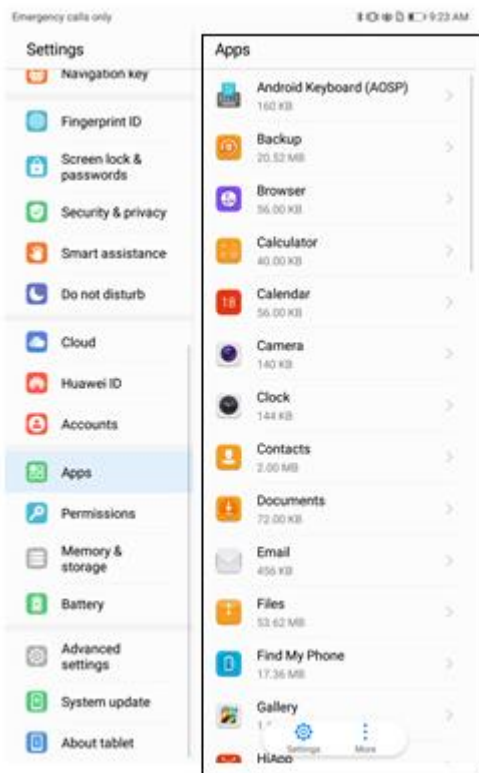 Emergency calls only
9:23 AM
Settings
Navigation key
Fingerprint ID
Screen lock &
passwords
Security & privacy
Smart assistance
Do not disturb
Cloud
Huawei ID
Accounts
Apps
Permissions
Memory &
storage
Battery
Advanced
settings
System update
About tablet
Apps
Android Keyboard (AOSP)
160 KB
Backup
20.52 MB
Browser
56.00 KB
Calculator
40.00 KB
18
Calendar
56.00 KB
Camera
140 KB
Clock
144 KB
Contacts
2.00 MB
Documents
72.00 KB
Email
456 KB
Files
53.62 MB
Find My Phone
17.36 MB
Gallery
HiApp
Settings
More